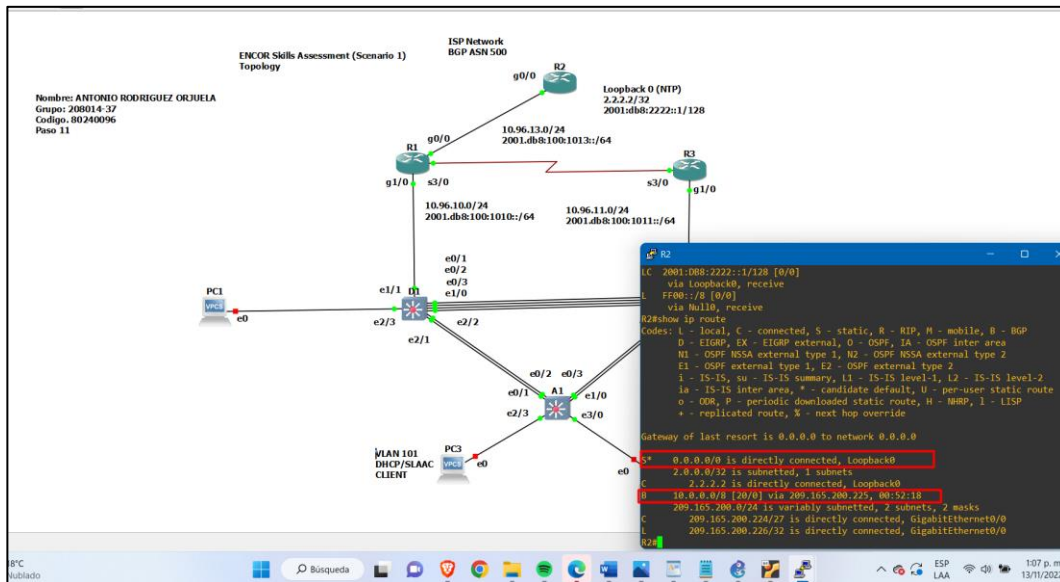 ISP Network
BGP ASN 500
ENCOR Skills Assessment (Scenario 1)
Topology
g0/0
R2
Loopback 0 (NTP)
2.2.2.2/32
2001:db8:2222::1/128
Nombre: ANTONIO RODRIGUEZ ORJUELA
Grupo: 208014-37
Codigo. 80240096
Paso 11
10.96.13.0/24
2001.db8:100:1013::/64
g0/0
R1
R3
g1/0
s3/0
s3/0
g1/0
10.96.10.0/24
2001.db8:100:1010::/64
10.96.11.0/24
2001.db8:100:1011::/64
e0/1
e0/2
e0/3
e1/0
PC1
VPCS
e0
e1/1
D1
e2/3
e2/2
e2/1
e0/2
e0/3
e0/1
A1
e1/0
e2/3
e3/0
VLAN 101
DHCP/SLAAC
CLIENT
PC3
VPCS
e0
e0
R2
LC 2001:DB8:2222::1/128 [0/0]
via Loopback0, receive
L FF00::/8 [0/0]
via Null0, receive
R2#show ip route
Codes: L - local, C - connected, S - static, R - RIP, M - mobile, B - BGP
D - EIGRP, EX - EIGRP external, O - OSPF, IA - OSPF inter area
N1 - OSPF NSSA external type 1, N2 - OSPF NSSA external type 2
E1 - OSPF external type 1, E2 - OSPF external type 2
i - IS-IS, su - IS-IS summary, L1 - IS-IS level-1, L2 - IS-IS level-2
ia - IS-IS inter area, * - candidate default, U - per-user static route
o - ODR, P - periodic downloaded static route, H - NHRP, l - LISP
+ - replicated route, % - next hop override
Gateway of last resort is 0.0.0.0 to network 0.0.0.0
S* 0.0.0.0/0 is directly connected, Loopback0
2.0.0.0/32 is subnetted, 1 subnets
C 2.2.2.2 is directly connected, Loopback0
B 10.0.0.0/8 [20/0] via 209.165.200.225, 00:52:18
209.165.200.0/24 is variably subnetted, 2 subnets, 2 masks
C 209.165.200.224/27 is directly connected, GigabitEthernet0/0
L 209.165.200.226/32 is directly connected, GigabitEthernet0/0
R2#
8°C
Nublado
Búsqueda
ESP
LAA
1:07 p.